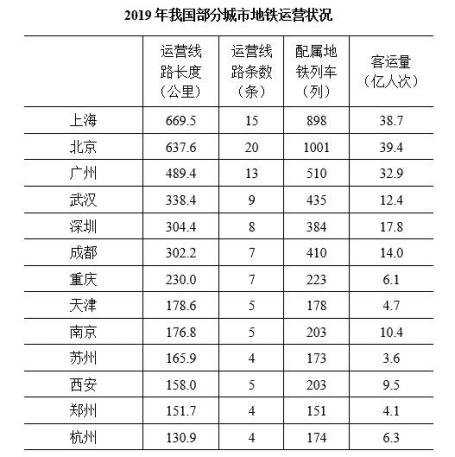 2019 年我国部分城市地铁运营状况
运营线路长度（公里） 运营线路条数（条） 配属地铁列车（列） 客运量（亿人次）
上海 669.5 15 898 38.7
北京 637.6 20 1001 39.4
广州 489.4 13 510 32.9
武汉 338.4 9 435 12.4
深圳 304.4 8 384 17.8
成都 302.2 7 410 14.0
重庆 230.0 7 223 6.1
天津 178.6 5 178 4.7
南京 176.8 5 203 10.4
苏州 165.9 4 173 3.6
西安 158.0 5 203 9.5
郑州 151.7 4 151 4.1
杭州 130.9 4 174 6.3